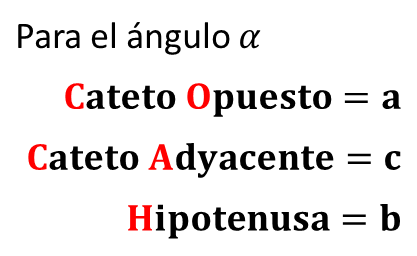 Para el ángulo α
Cateto Opuesto = a
Cateto Adyacente = c
Hipotenusa = b